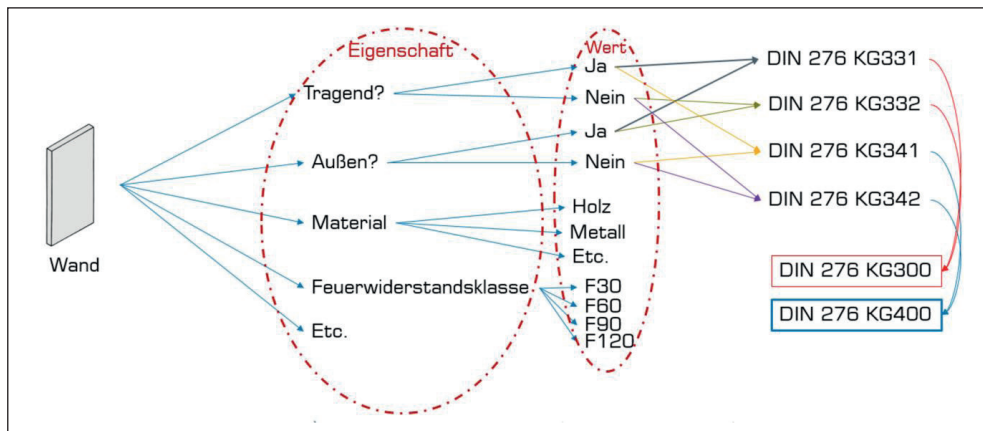 Eigenschaft
Wert
Tragend?
Außen?
Material
Feuerwiderstandsklasse
Etc.
Wand
Ja
Nein
Ja
Nein
Holz
Metall
Etc.
F30
F60
F90
F120
DIN 276 KG331
DIN 276 KG332
DIN 276 KG341
DIN 276 KG342
DIN 276 KG300
DIN 276 KG400